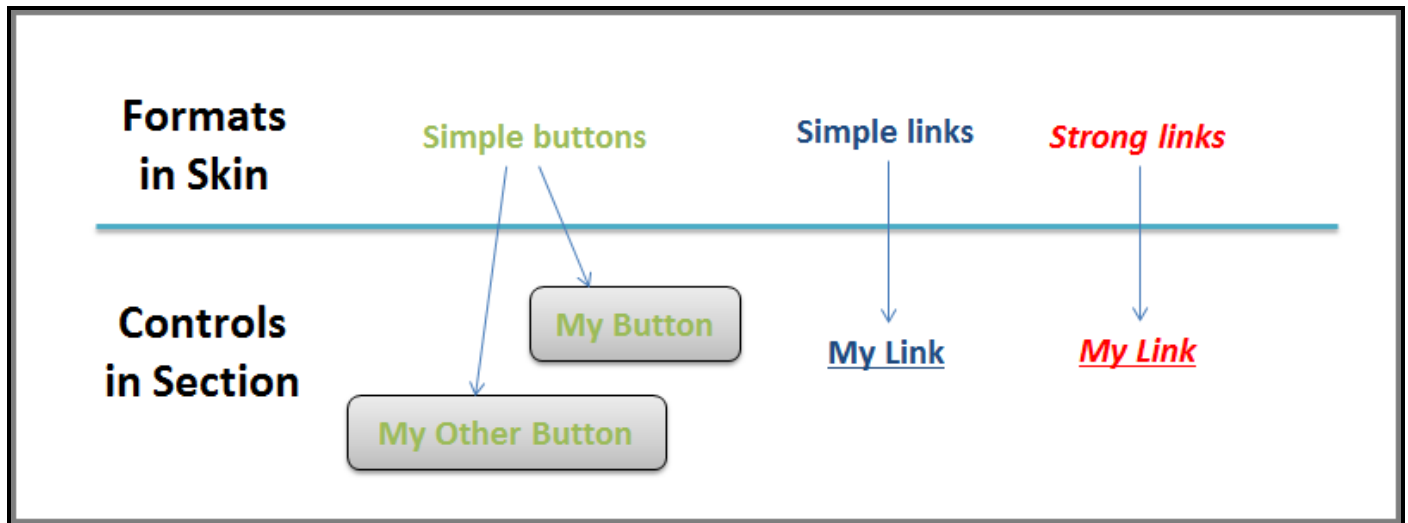 Formats
in Skin
Simple buttons
Simple links
Strong links
Controls
in Section
My Button
My Link
My Link
My Other Button